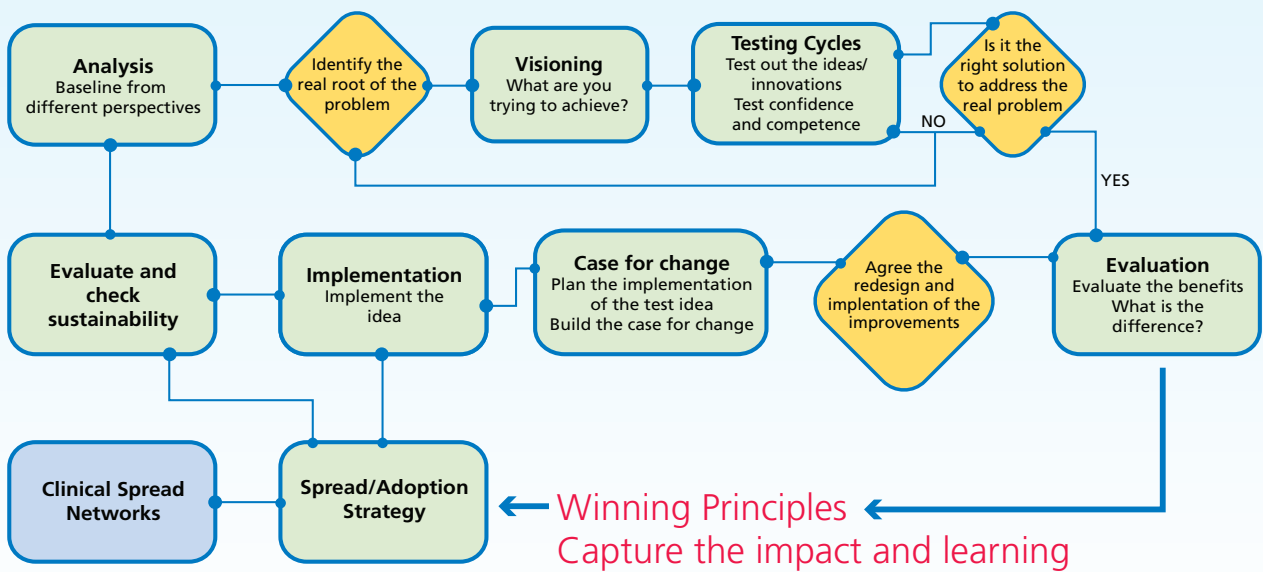 Analysis
Baseline from
different perspectives
Identify the
real root of the
problem
Visioning
What are you
trying to achieve?
Testing Cycles
Test out the ideas/
innovations
Test confidence
and competence
Is it the
right solution
to address the
real problem
NO
YES
Evaluate and
check
sustainability
Implementation
Implement the
idea
Case for change
Plan the implementation
of the test idea
Build the case for change
Agree the
redesign and
implentation of the
improvements
Evaluation
Evaluate the benefits
What is the
difference?
Clinical Spread
Networks
Spread/Adoption
Strategy
Winning Principles
Capture the impact and learning